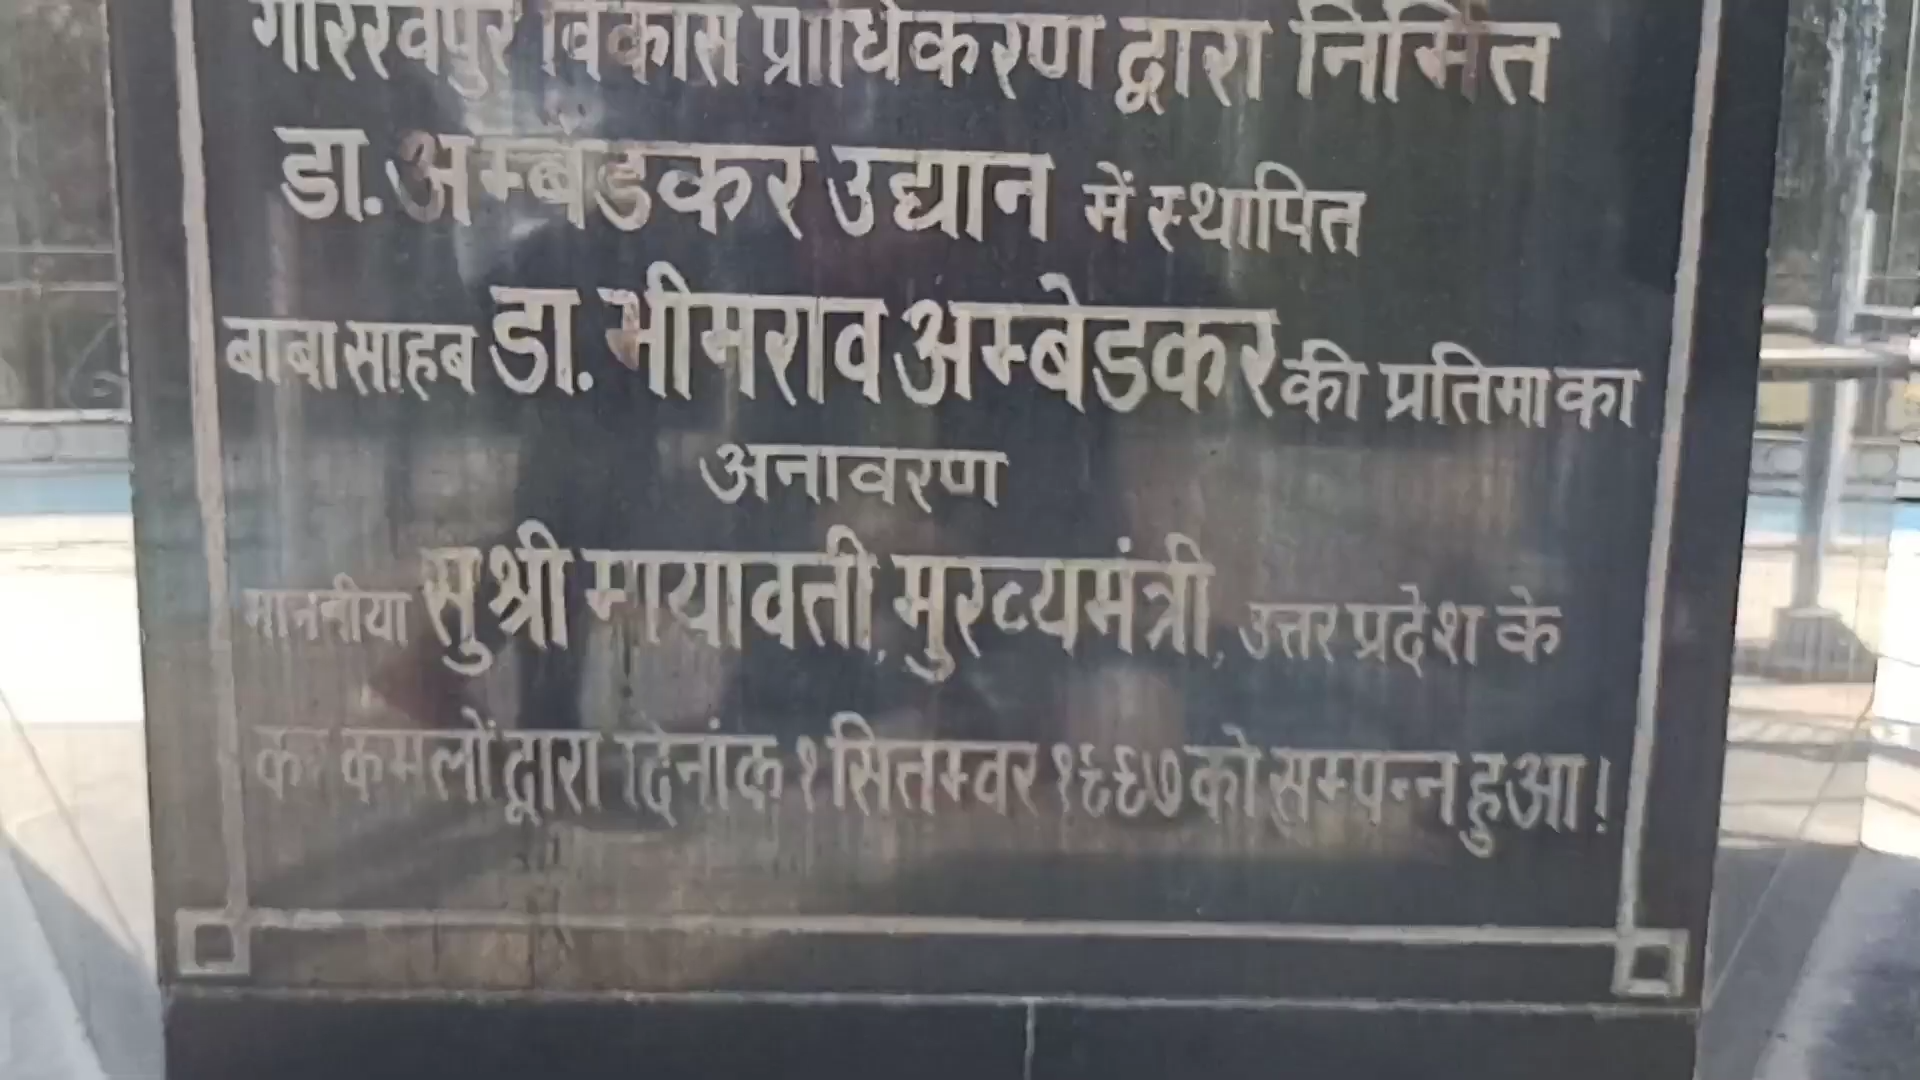 गोरखपुर विकास प्राधिकरण द्वारा निर्मित
डा. अम्बेडकर उद्यान में स्थापित
बाबा साहब डा. भीमराव अम्बेडकर की प्रतिमा का
अनावरण
माननीया सुश्री मायावती, मुख्यमंत्री, उत्तर प्रदेश के
कर कमलों द्वारा दिनांक १ सितम्वर १९९७ को सम्पन्न हुआ!